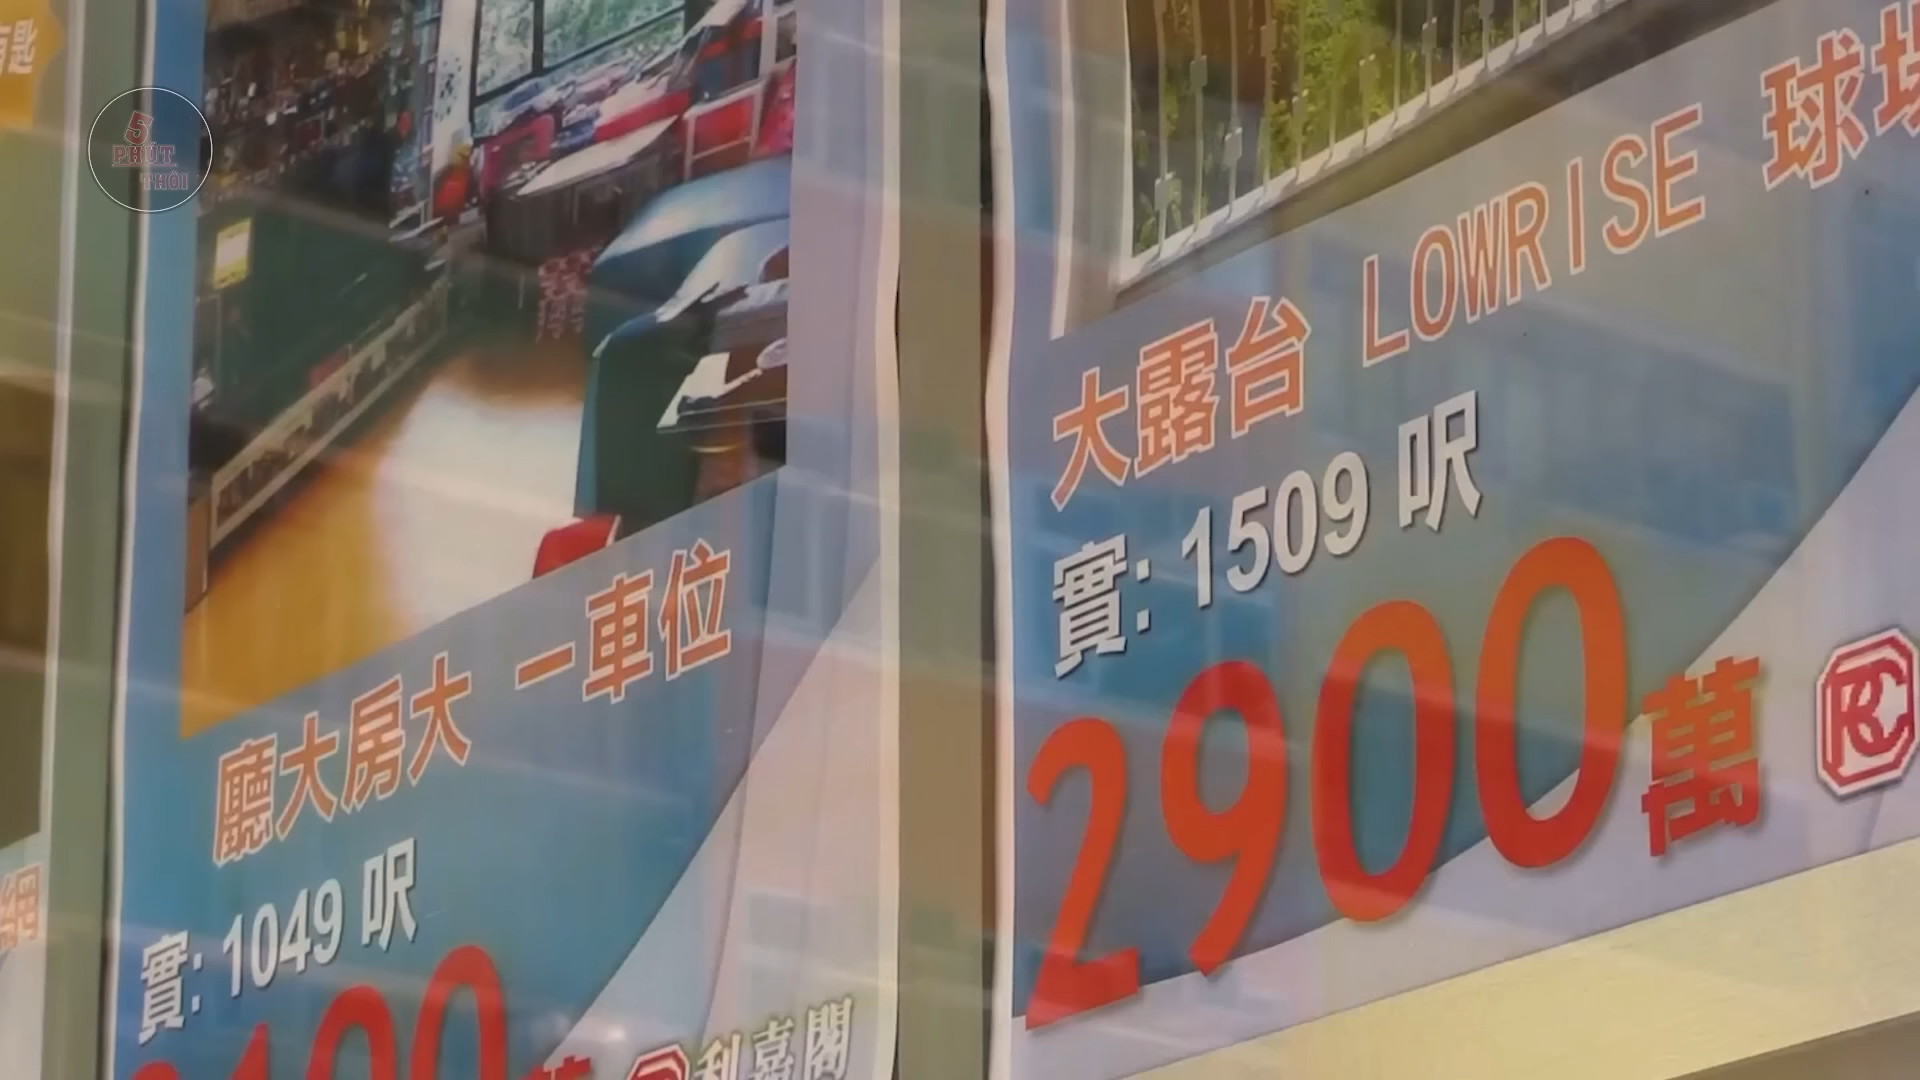 5
PHÚT
THÔI
網
廳大房大 一車位
實: 1049 呎
利嘉閣
大露台 LOWRISE 球場
實: 1509 呎
2900萬